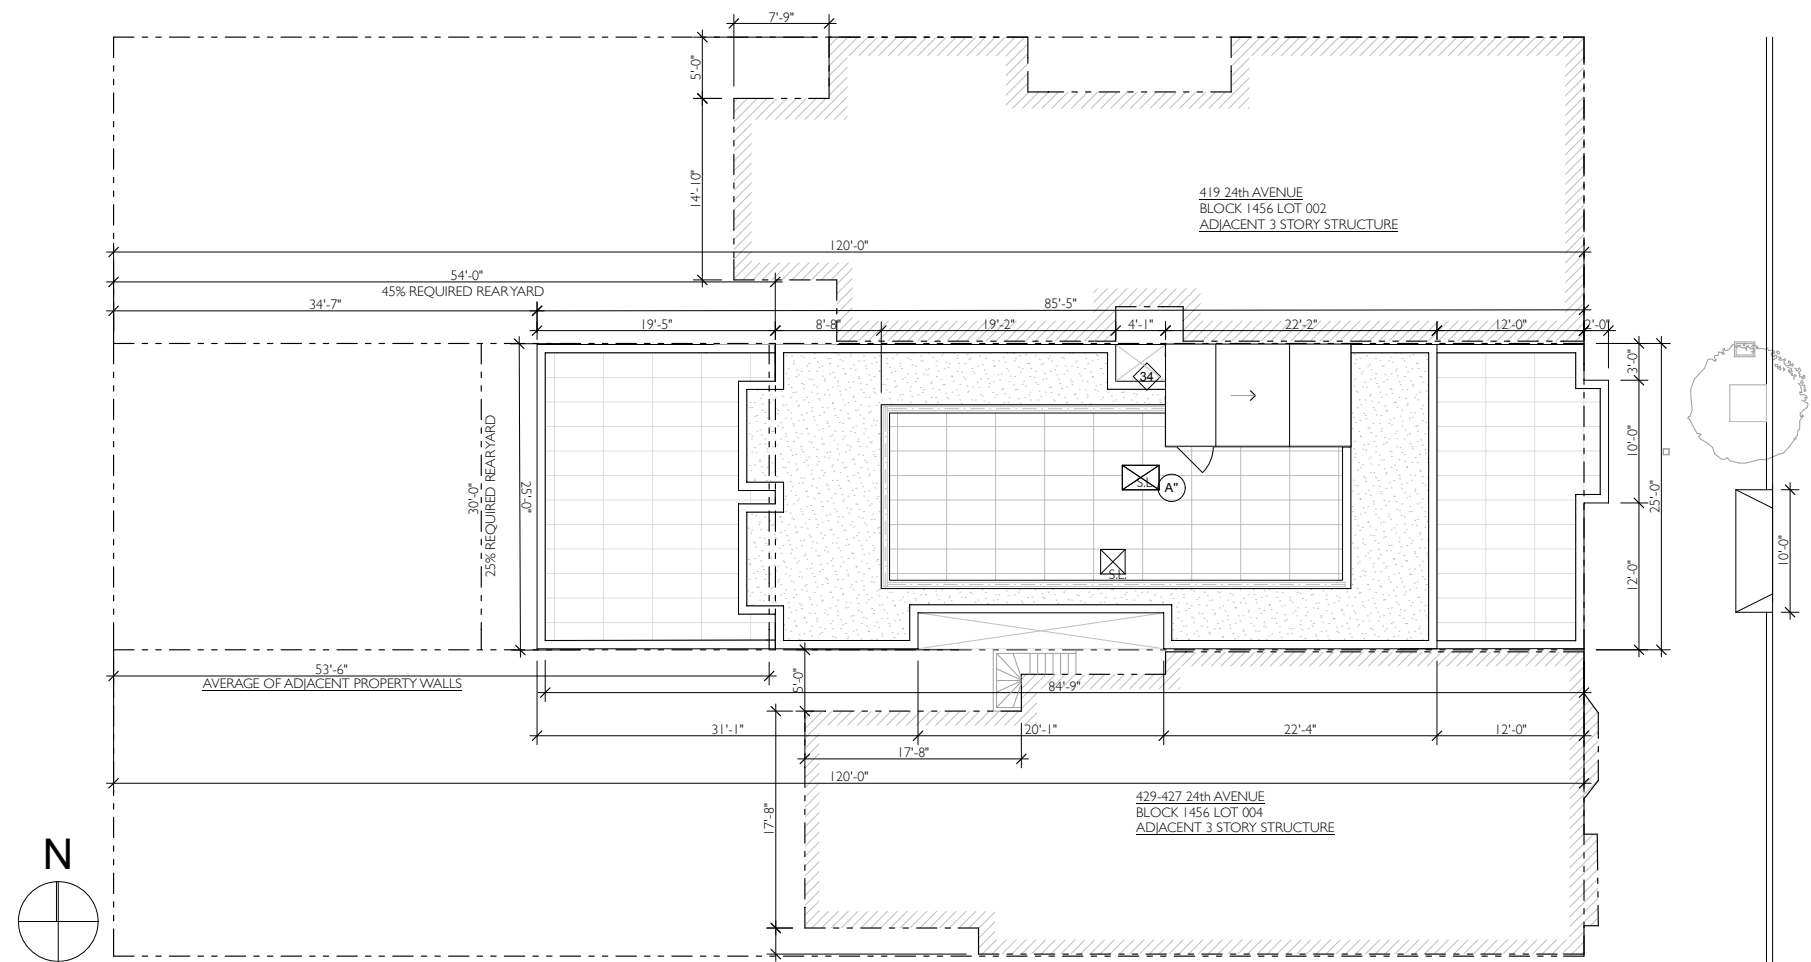 7'-9"
5'-0"
14'-10"
419 24th AVENUE
BLOCK 1456 LOT 002
ADJACENT 3 STORY STRUCTURE
120'-0"
54'-0"
45% REQUIRED REAR YARD
34'-7"
85'-5"
19'-5"
8'-8"
19'-2"
4'-1"
22'-2"
12'-0"
2'-0"
3'-0"
34
10'-0"
25'-0"
12'-0"
10'-0"
30'-0"
25% REQUIRED REAR YARD
25'-0"
S.L.
A"
S.L.
53'-6"
AVERAGE OF ADJACENT PROPERTY WALLS
5'-0"
84'-9"
31'-1"
20'-1"
22'-4"
12'-0"
17'-8"
120'-0"
17'-8"
429-427 24th AVENUE
BLOCK 1456 LOT 004
ADJACENT 3 STORY STRUCTURE
N